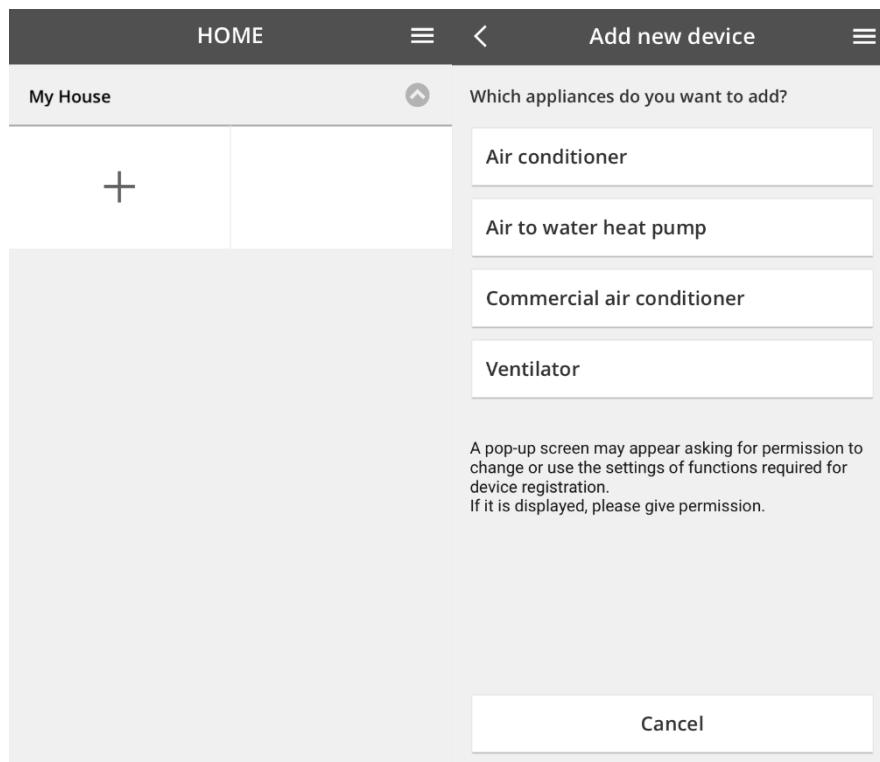 HOME
My House
Add new device
Which appliances do you want to add?
Air conditioner
Air to water heat pump
Commercial air conditioner
Ventilator
A pop-up screen may appear asking for permission to
change or use the settings of functions required for
device registration.
If it is displayed, please give permission.
Cancel